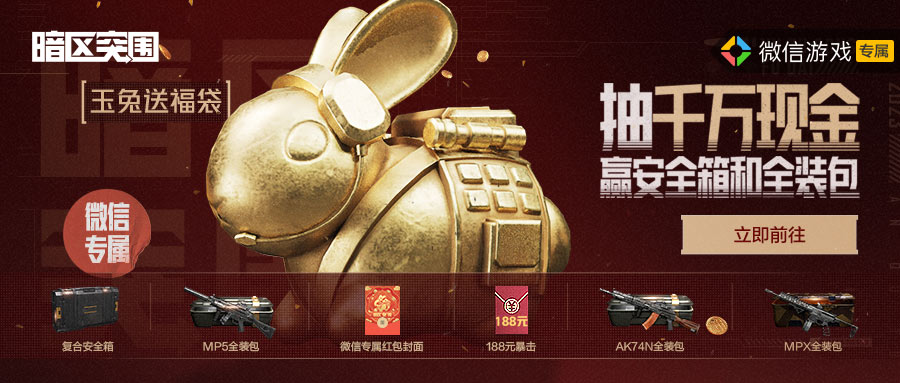 暗区突围
微信游戏
专属
玉兔送福袋
抽千万现金
赢安全箱和全装包
立即前往
微信
专属
188元
复合安全箱
MP5全装包
微信专属红包封面
188元暴击
AK74N全装包
MPX全装包